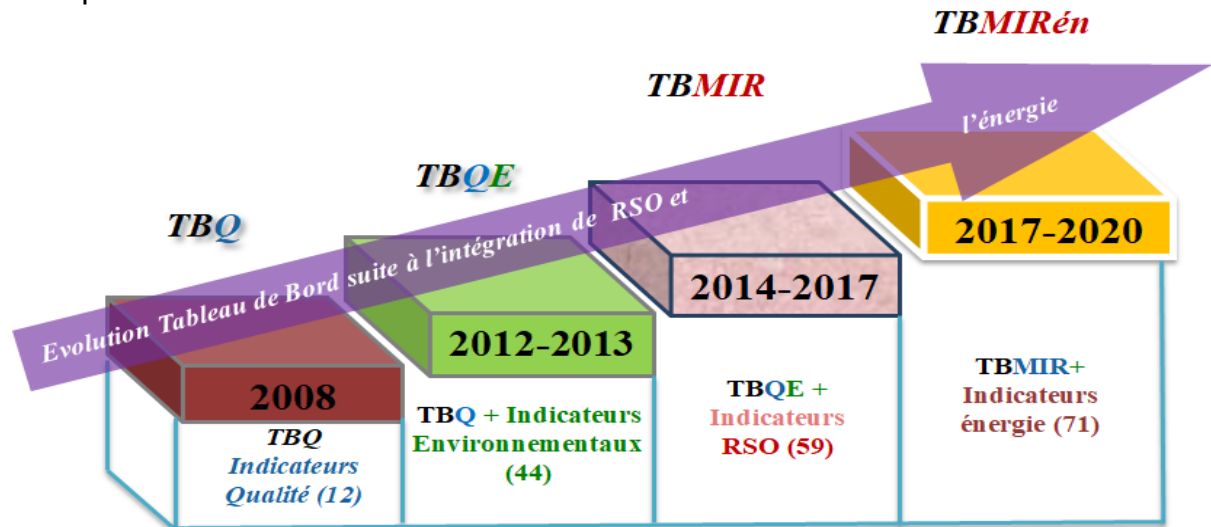 TBMIRén
TBMIR
TBQE
TBQ
Evolution Tableau de Bord suite à l'intégration de RSO et l'énergie
2008
TBQ
Indicateurs
Qualité (12)
2012-2013
TBQ + Indicateurs
Environnementaux
(44)
2014-2017
TBQE +
Indicateurs
RSO (59)
2017-2020
TBMIR+
Indicateurs
énergie (71)